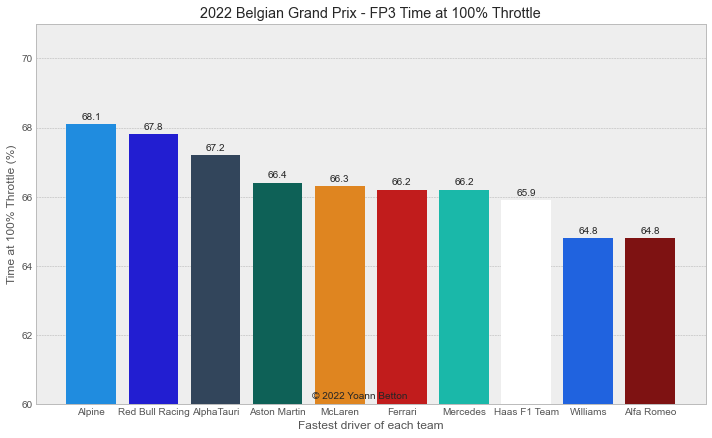 2022 Belgian Grand Prix - FP3 Time at 100% Throttle
Time at 100% Throttle (%)
70
68
66
64
62
60
68.1
67.8
67.2
66.4
66.3
66.2
66.2
65.9
64.8
64.8
© 2022 Yoann Betton
Alpine
Red Bull Racing
AlphaTauri
Aston Martin
McLaren
Ferrari
Mercedes
Haas F1 Team
Williams
Alfa Romeo
Fastest driver of each team